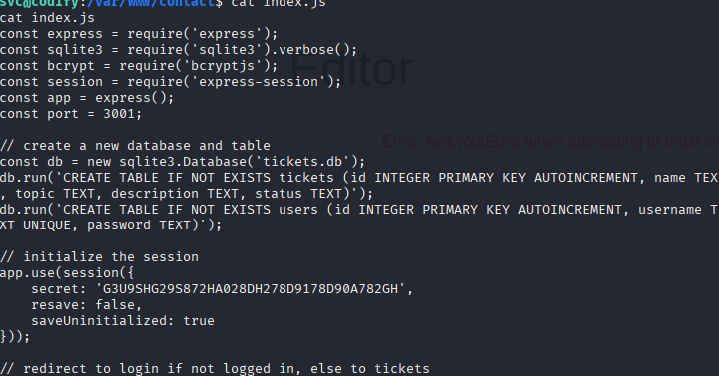 svc@codify:/var/www/contact$ cat index.js
cat index.js
const express = require('express');
const sqlite3 = require('sqlite3').verbose();
const bcrypt = require('bcryptjs');
const session = require('express-session');
const app = express();
const port = 3001;
Editor
Error: NetworkError when attempting to fetch re
// create a new database and table
const db = new sqlite3.Database('tickets.db');
db.run('CREATE TABLE IF NOT EXISTS tickets (id INTEGER PRIMARY KEY AUTOINCREMENT, name TEX
, topic TEXT, description TEXT, status TEXT)');
db.run('CREATE TABLE IF NOT EXISTS users (id INTEGER PRIMARY KEY AUTOINCREMENT, username T
XT UNIQUE, password TEXT)');
// initialize the session
app.use(session({
    secret: 'G3U9SHG29S872HA028DH278D9178D90A782GH',
    resave: false,
    saveUninitialized: true
}));
// redirect to login if not logged in, else to tickets